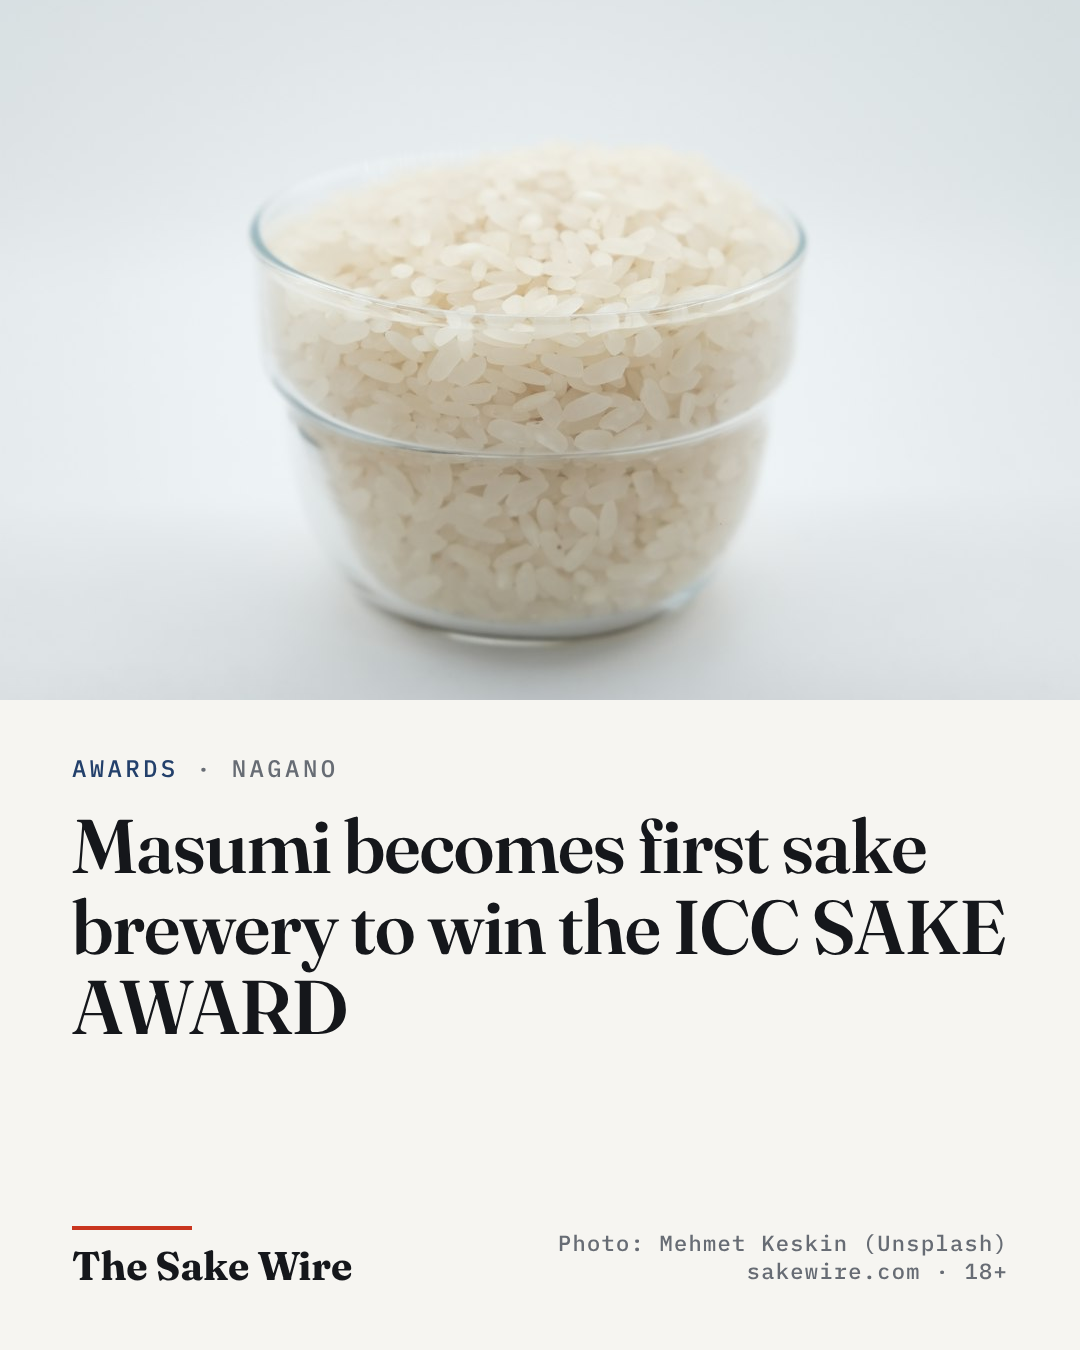 AWARDS · NAGANO
Masumi becomes first sake
brewery to win the ICC SAKE
AWARD
The Sake Wire
Photo: Mehmet Keskin (Unsplash)
sakewire.com · 18+